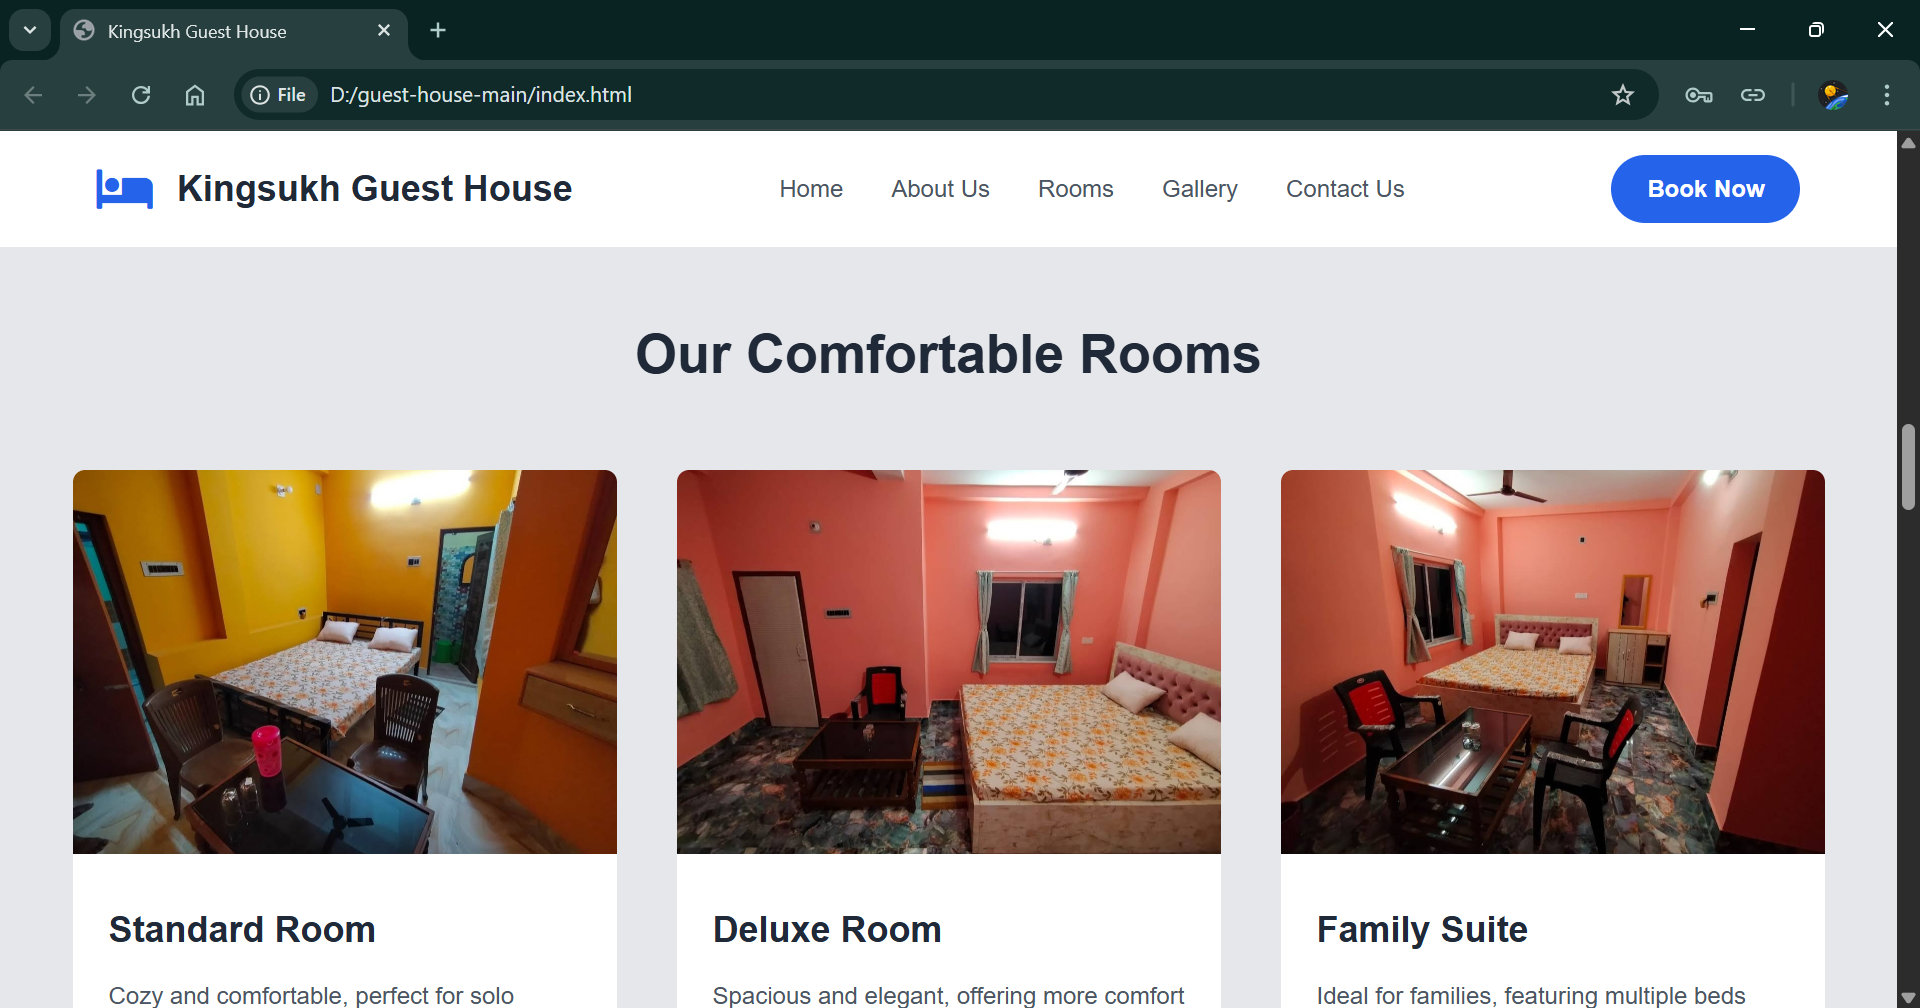 Kingsukh Guest House
File D:/guest-house-main/index.html
Kingsukh Guest House
Home About Us Rooms Gallery Contact Us
Book Now
Our Comfortable Rooms
Standard Room
Cozy and comfortable, perfect for solo
Deluxe Room
Spacious and elegant, offering more comfort
Family Suite
Ideal for families, featuring multiple beds